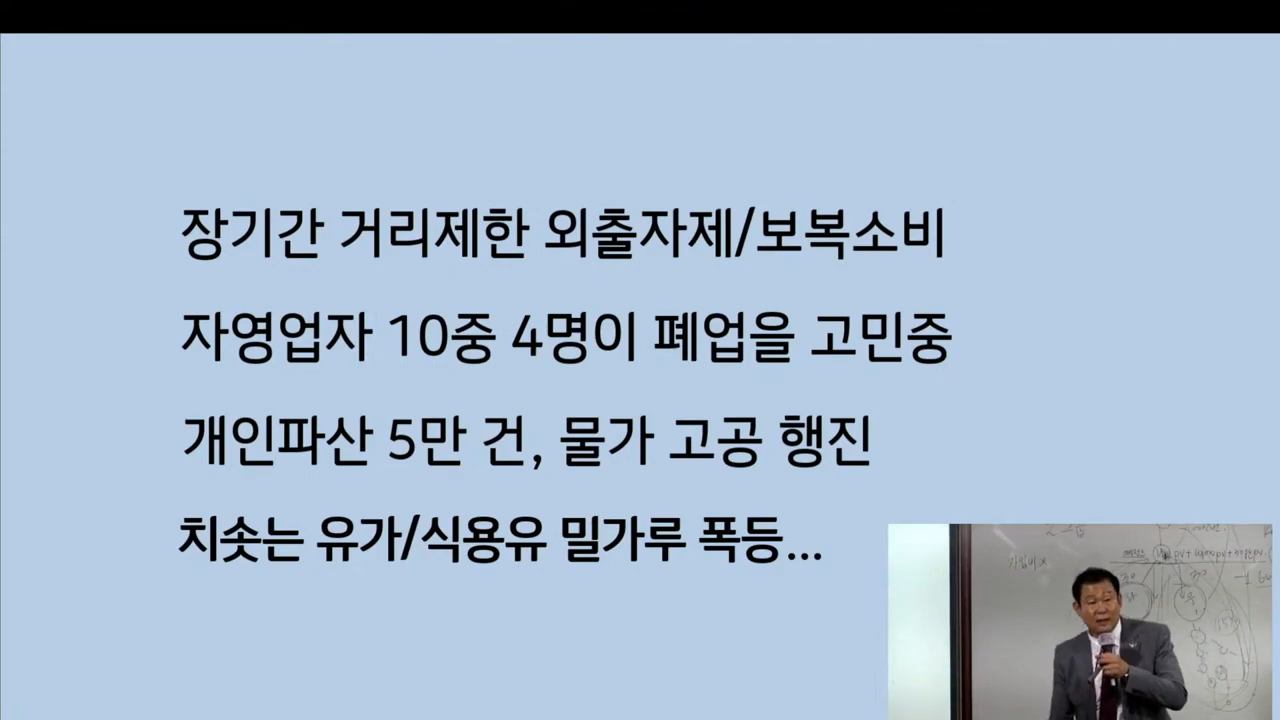 장기간 거리제한 외출자제/보복소비
자영업자 10중 4명이 폐업을 고민중
개인파산 5만 건, 물가 고공 행진
치솟는 유가/식용유 밀가루 폭등...